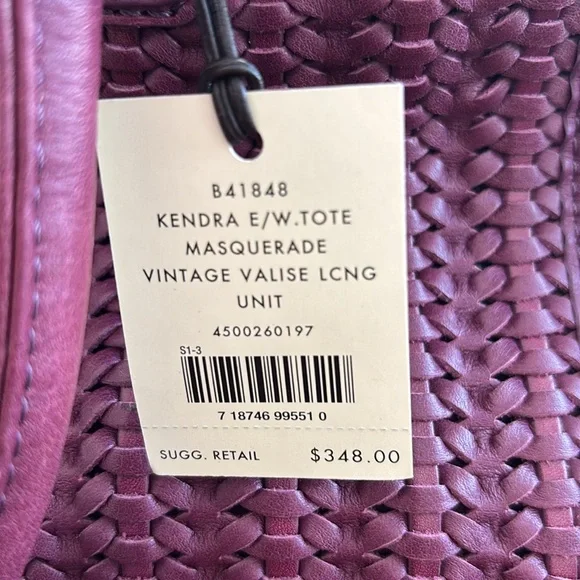 B41848
KENDRA E/W.TOTE
MASQUERADE
VINTAGE VALISE LCNG
UNIT
4500260197
S1-3
7 18746 99551 0
SUGG. RETAIL $348.00